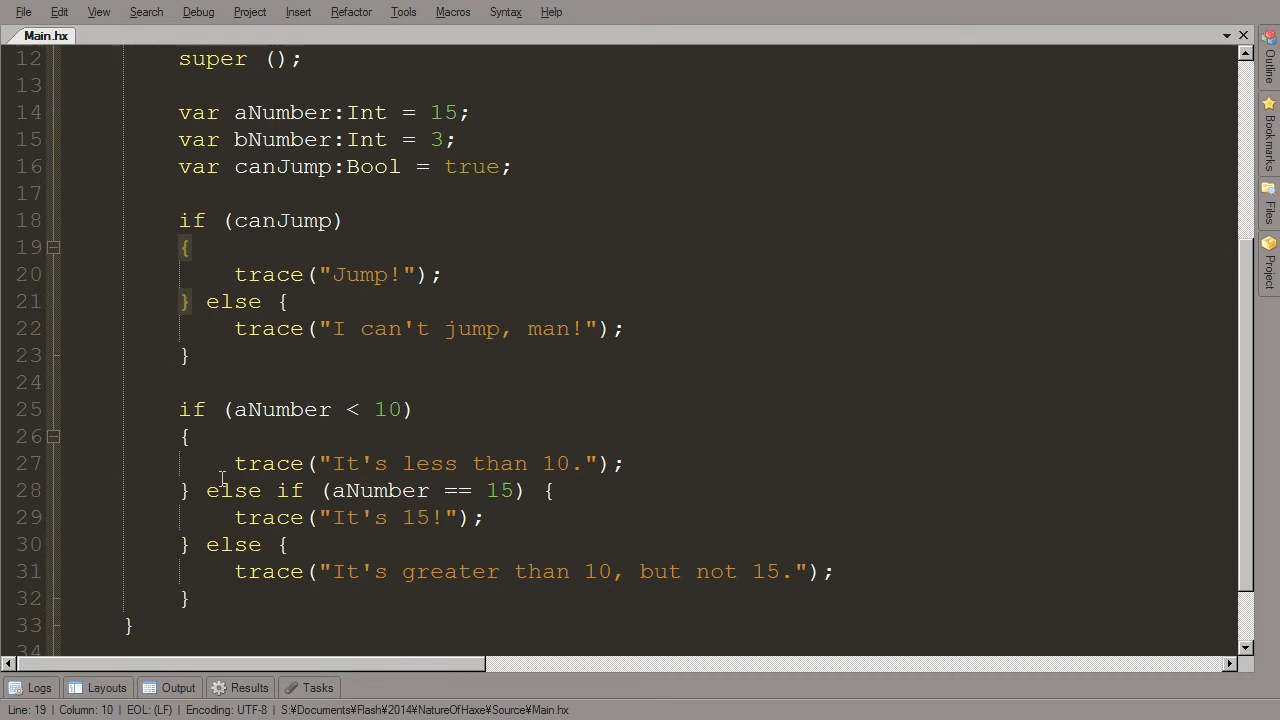 File Edit View Search Debug Project Insert Refactor Tools Macros Syntax Help
Main.hx
12 super ();
13
14 var aNumber:Int = 15;
15 var bNumber:Int = 3;
16 var canJump:Bool = true;
17
18 if (canJump)
19 {
20 trace("Jump!");
21 } else {
22 trace("I can't jump, man!");
23 }
24
25 if (aNumber < 10)
26 {
27 trace("It's less than 10.");
28 } else if (aNumber == 15) {
29 trace("It's 15!");
30 } else {
31 trace("It's greater than 10, but not 15.");
32 }
33 }
34
Outline
Bookmarks
Files
Project
Logs Layouts Output Results Tasks
Line: 19 | Column: 10 | EOL: (LF) | Encoding: UTF-8 | S:¥Documents¥Flash¥2014¥NatureOfHaxe¥Source¥Main.hx